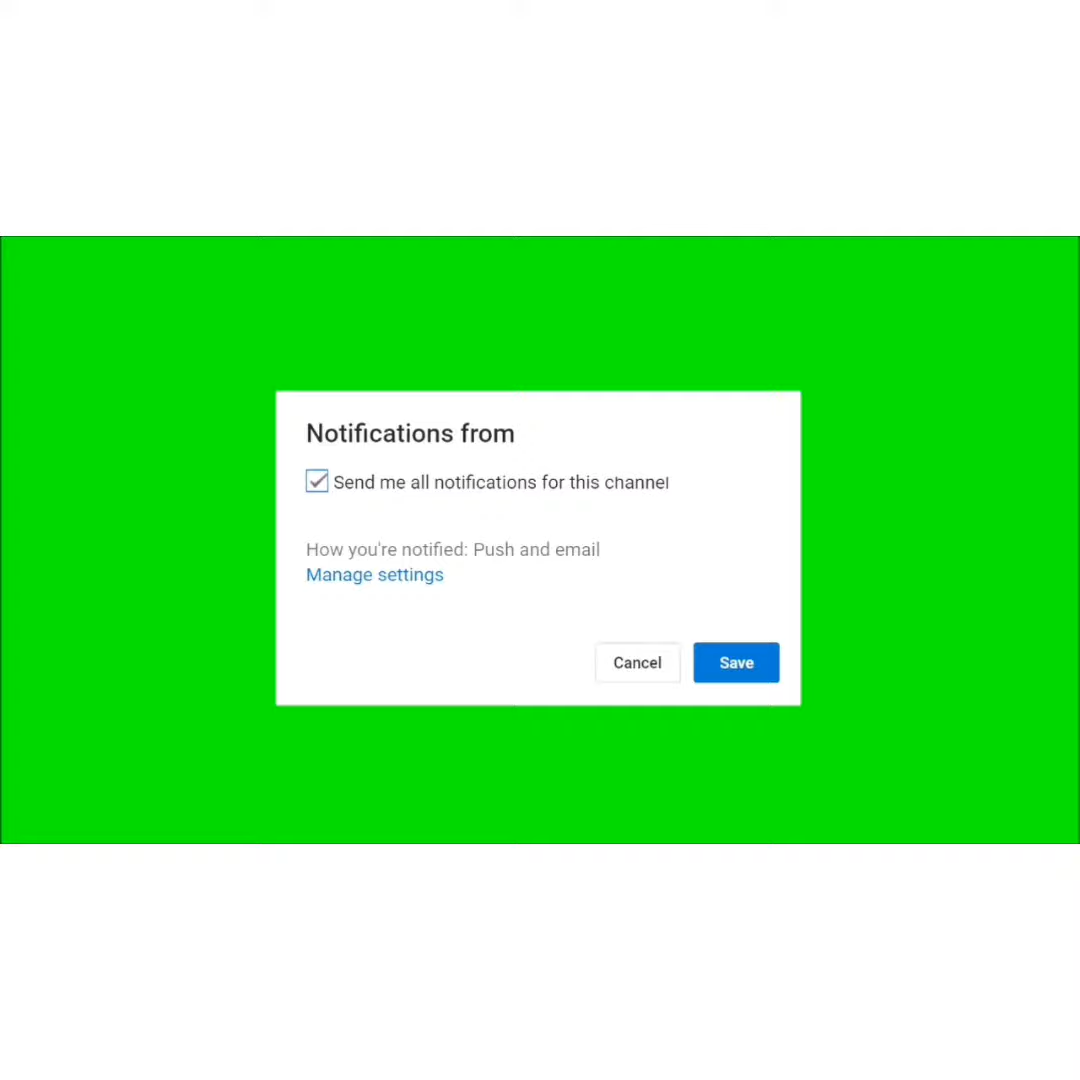 Notifications from
Send me all notifications for this channel
How you're notified: Push and email
Manage settings
Cancel Save